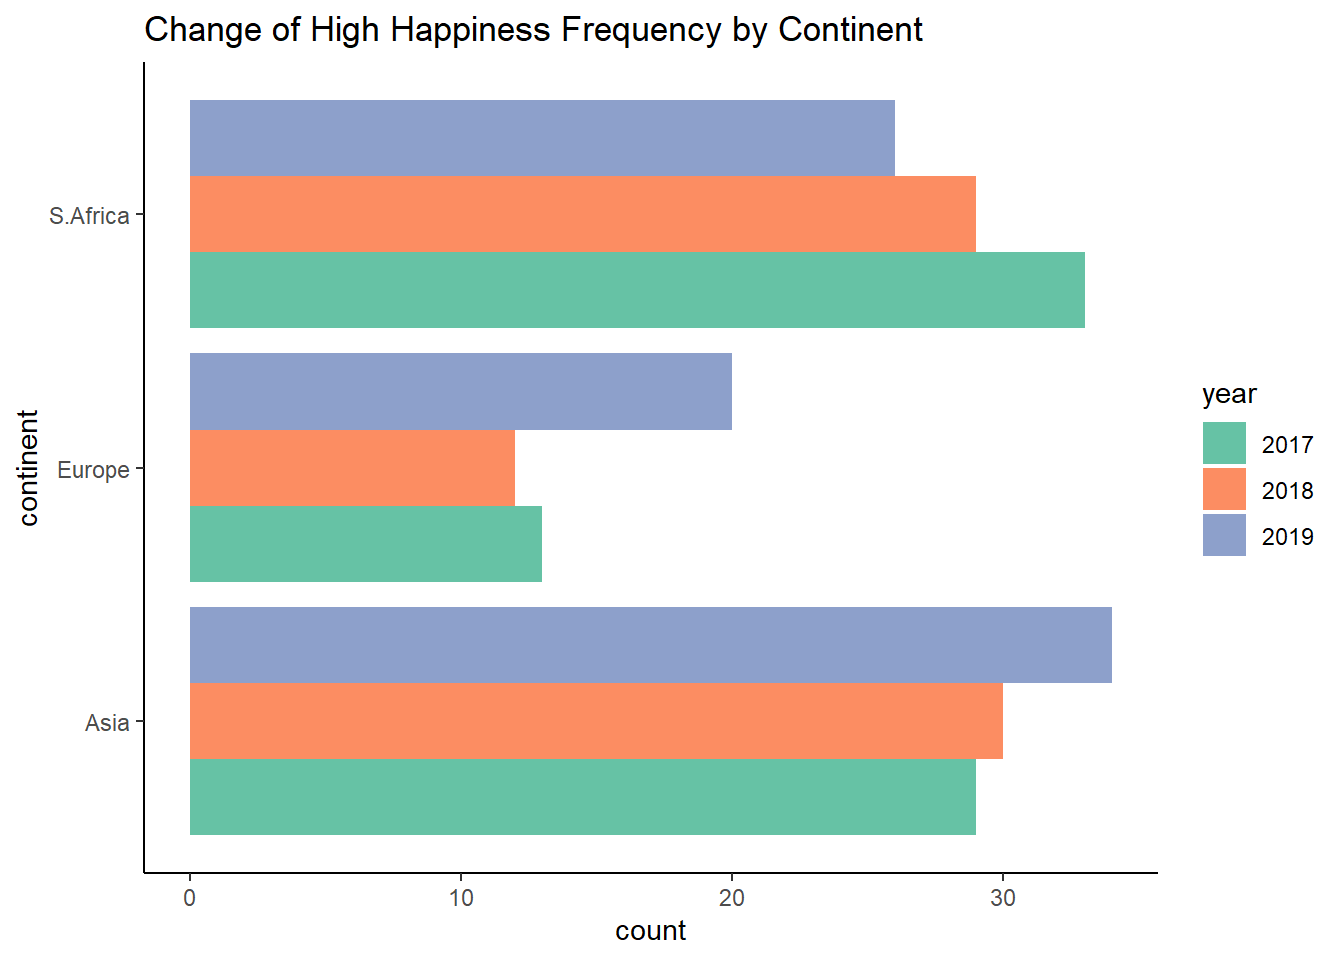 Change of High Happiness Frequency by Continent
S.Africa
Europe
Asia
continent
0 10 20 30
count
year
2017
2018
2019